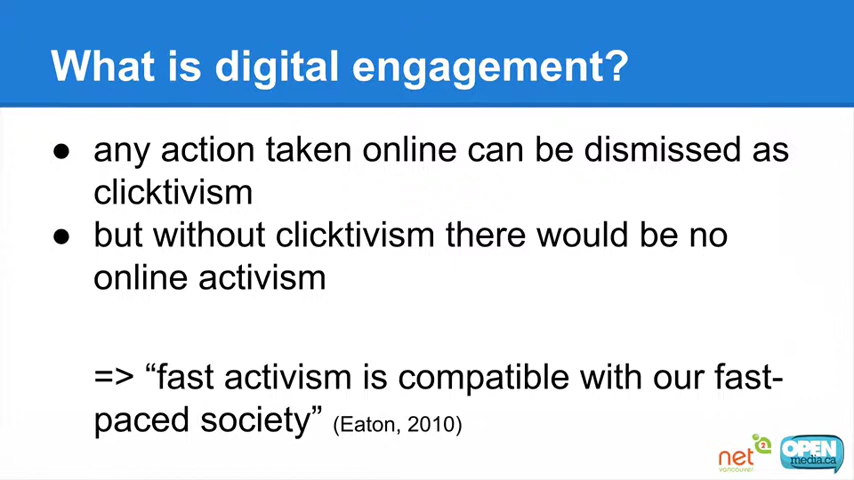 What is digital engagement?
● any action taken online can be dismissed as
clicktivism
● but without clicktivism there would be no
online activism
=> “fast activism is compatible with our fast-
paced society” (Eaton, 2010)
net2
vancouver
OPEN
media.ca